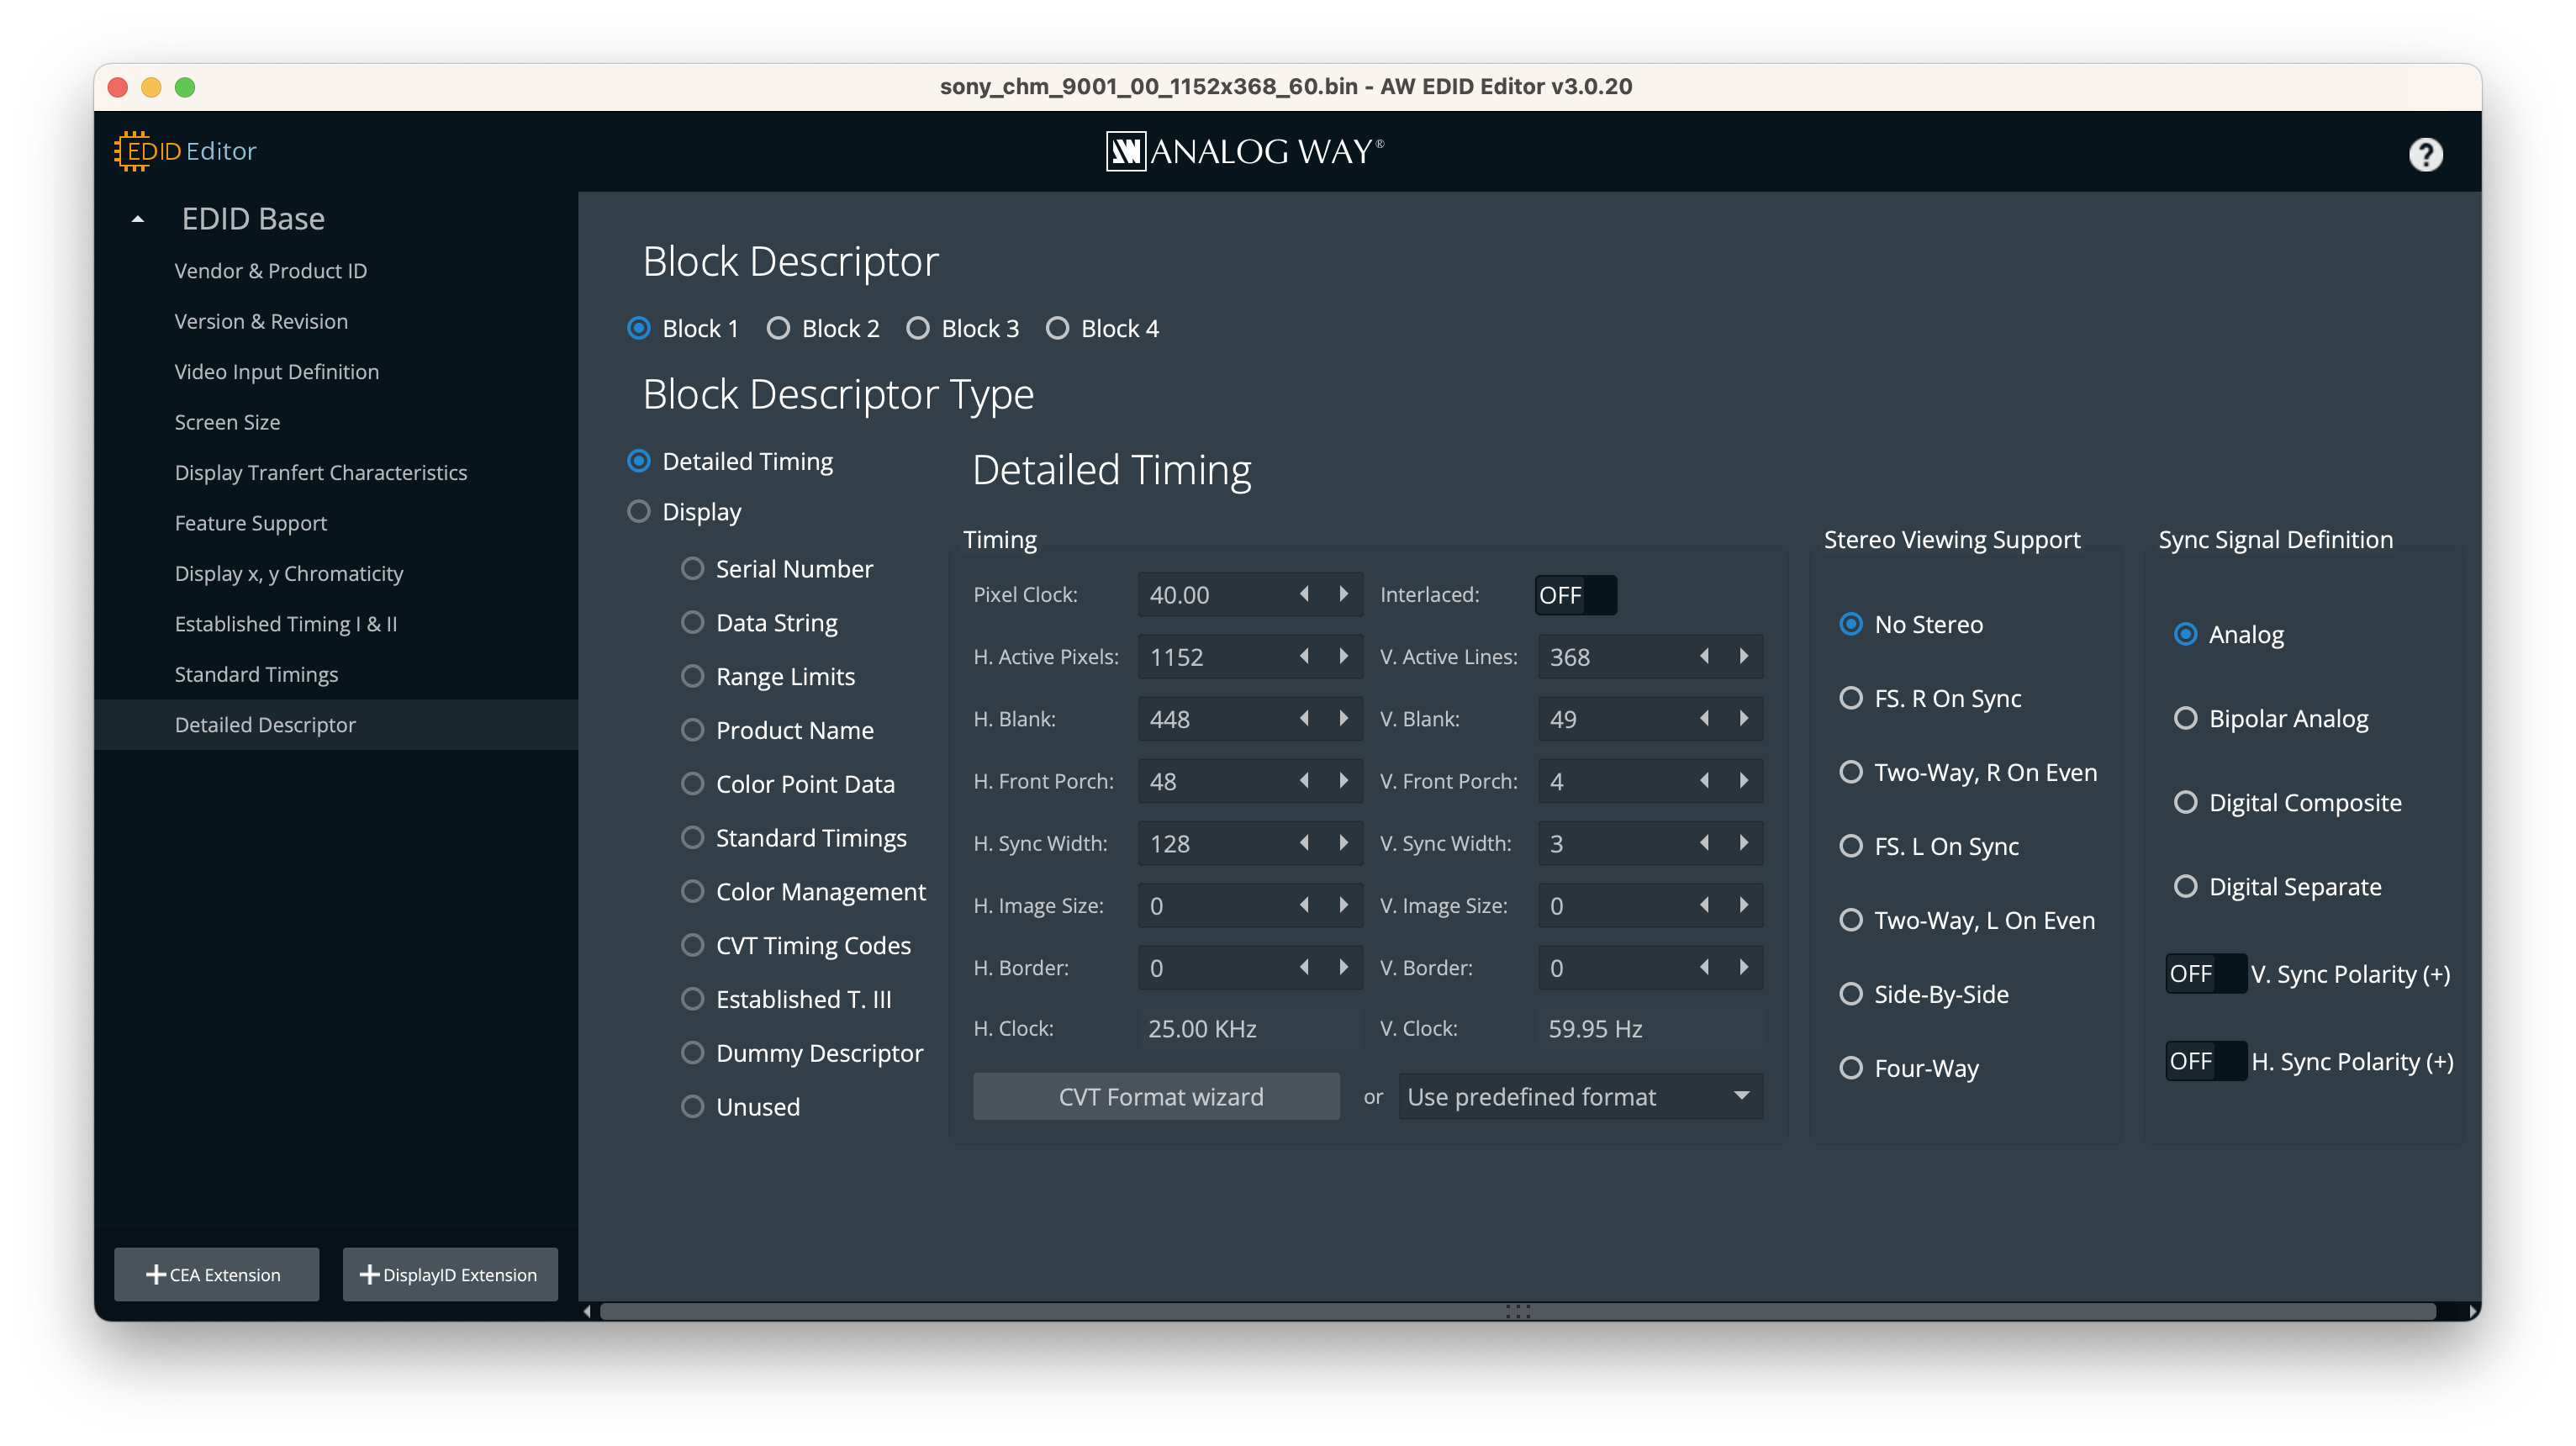 sony_chm_9001_00_1152x368_60.bin - AW EDID Editor v3.0.20
EDID Editor
ANALOG WAY®
?
EDID Base
Vendor & Product ID
Version & Revision
Video Input Definition
Screen Size
Display Tranfert Characteristics
Feature Support
Display x, y Chromaticity
Established Timing I & II
Standard Timings
Detailed Descriptor
CEA Extension
DisplayID Extension
Block Descriptor
Block 1 Block 2 Block 3 Block 4
Block Descriptor Type
Detailed Timing
Display
Serial Number
Data String
Range Limits
Product Name
Color Point Data
Standard Timings
Color Management
CVT Timing Codes
Established T. III
Dummy Descriptor
Unused
Detailed Timing
Timing
Pixel Clock: 40.00 Interlaced: OFF
H. Active Pixels: 1152 V. Active Lines: 368
H. Blank: 448 V. Blank: 49
H. Front Porch: 48 V. Front Porch: 4
H. Sync Width: 128 V. Sync Width: 3
H. Image Size: 0 V. Image Size: 0
H. Border: 0 V. Border: 0
H. Clock: 25.00 KHz V. Clock: 59.95 Hz
CVT Format wizard or Use predefined format
Stereo Viewing Support
No Stereo
FS. R On Sync
Two-Way, R On Even
FS. L On Sync
Two-Way, L On Even
Side-By-Side
Four-Way
Sync Signal Definition
Analog
Bipolar Analog
Digital Composite
Digital Separate
OFF V. Sync Polarity (+)
OFF H. Sync Polarity (+)